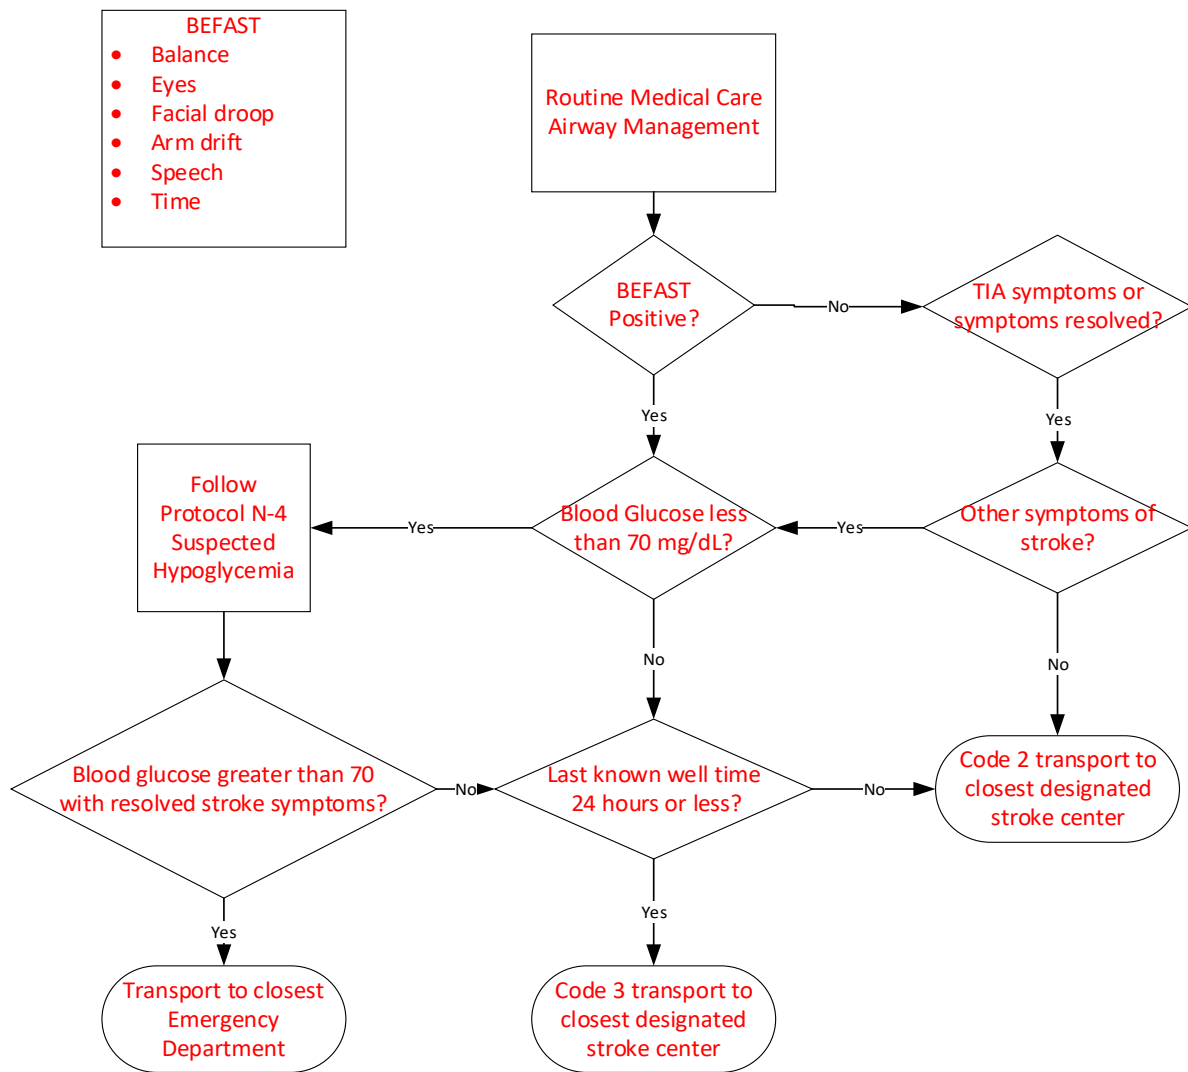 BEFAST
• Balance
• Eyes
• Facial droop
• Arm drift
• Speech
• Time
Routine Medical Care
Airway Management
BEFAST
Positive?
No
TIA symptoms or
symptoms resolved?
Yes
Yes
Follow
Protocol N-4
Suspected
Hypoglycemia
Yes
Blood Glucose less
than 70 mg/dL?
Yes
Other symptoms of
stroke?
No
No
Blood glucose greater than 70
with resolved stroke symptoms?
No
Last known well time
24 hours or less?
No
Code 2 transport to
closest designated
stroke center
Yes
Yes
Transport to closest
Emergency
Department
Code 3 transport to
closest designated
stroke center